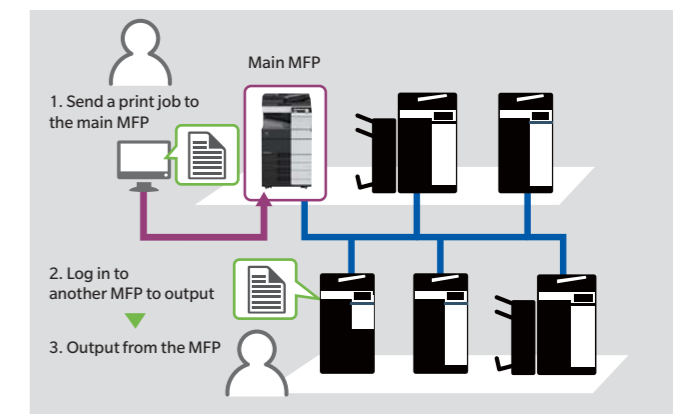 Main MFP
1. Send a print job to
the main MFP
2. Log in to
another MFP to output
3. Output from the MFP